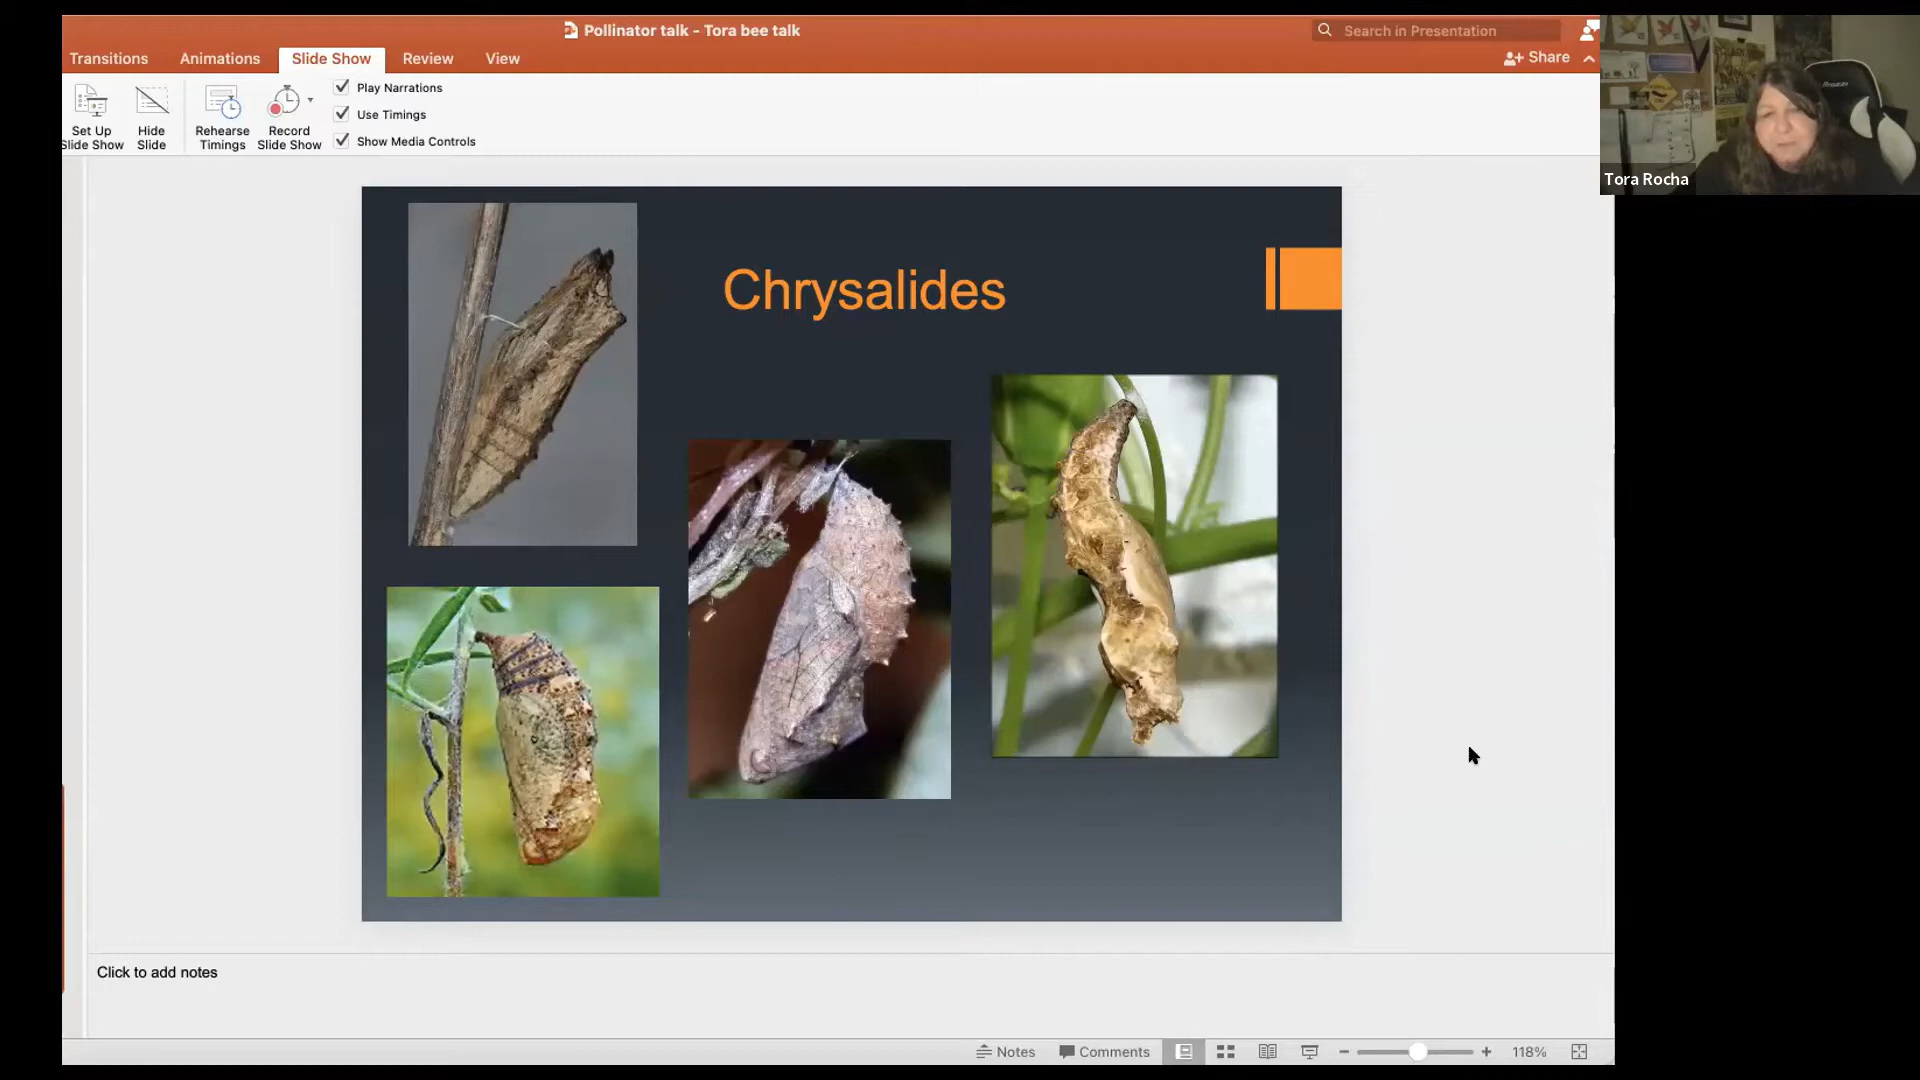 Pollinator talk - Tora bee talk
Search in Presentation
Transitions
Animations
Slide Show
Review
View
Share
Set Up
Slide Show
Hide
Slide
Rehearse
Timings
Record
Slide Show
Play Narrations
Use Timings
Show Media Controls
Tora Rocha
Chrysalides
Click to add notes
Notes
Comments
118%